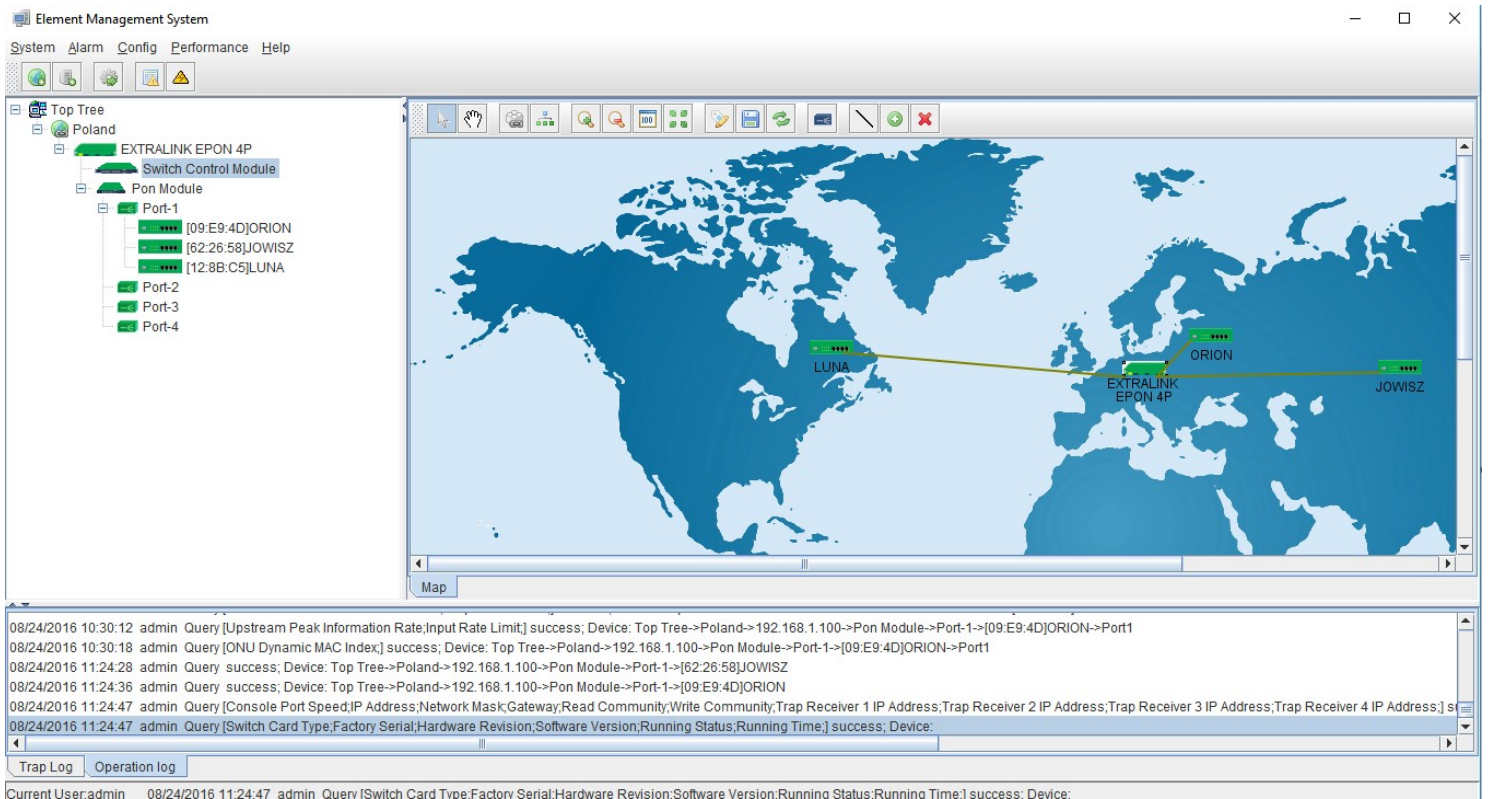 Element Management System
System Alarm Config Performance Help
Top Tree
Poland
EXTRALINK EPON 4P
Switch Control Module
Pon Module
Port-1
[09:E9:4D]ORION
[62:26:58]JOWISZ
[12:8B:C5]LUNA
Port-2
Port-3
Port-4
100
LUNA
ORION
EXTRALINK
EPON 4P
JOWISZ
Map
08/24/2016 10:30:12 admin Query [Upstream Peak Information Rate;Input Rate Limit;] success; Device: Top Tree->Poland->192.168.1.100->Pon Module->Port-1->[09:E9:4D]ORION->Port1
08/24/2016 10:30:18 admin Query [ONU Dynamic MAC Index;] success; Device: Top Tree->Poland->192.168.1.100->Pon Module->Port-1->[09:E9:4D]ORION->Port1
08/24/2016 11:24:28 admin Query success; Device: Top Tree->Poland->192.168.1.100->Pon Module->Port-1->[62:26:58]JOWISZ
08/24/2016 11:24:36 admin Query success; Device: Top Tree->Poland->192.168.1.100->Pon Module->Port-1->[09:E9:4D]ORION
08/24/2016 11:24:47 admin Query [Console Port Speed;IP Address;Network Mask;Gateway;Read Community;Write Community;Trap Receiver 1 IP Address;Trap Receiver 2 IP Address;Trap Receiver 3 IP Address;Trap Receiver 4 IP Address;]
08/24/2016 11:24:47 admin Query [Switch Card Type;Factory Serial;Hardware Revision;Software Version;Running Status;Running Time;] success; Device:
Trap Log Operation log
Current User:admin 08/24/2016 11:24:47 admin Query [Switch Card Type;Factory Serial;Hardware Revision;Software Version;Running Status;Running Time;] success; Device: